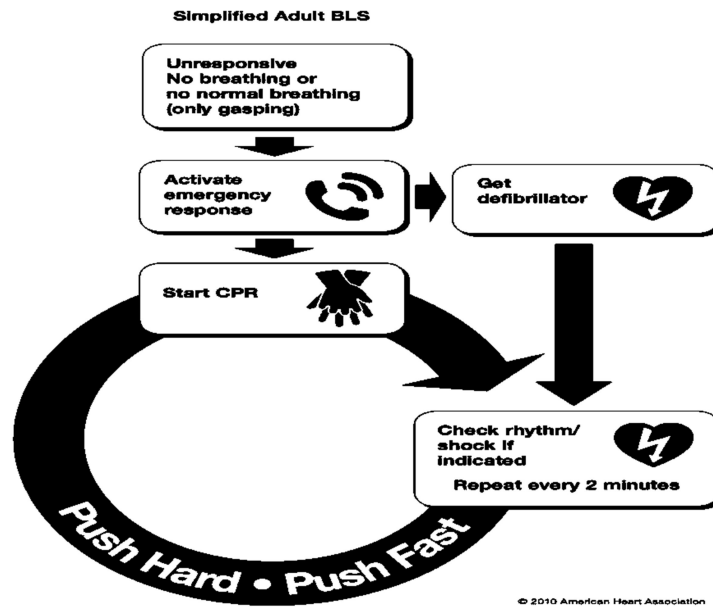 Simplified Adult BLS
Unresponsive
No breathing or
no normal breathing
(only gasping)
Activate
emergency
response
Get
defibrillator
Start CPR
Check rhythm/
shock if
indicated
Repeat every 2 minutes
Push Hard • Push Fast
© 2010 American Heart Association